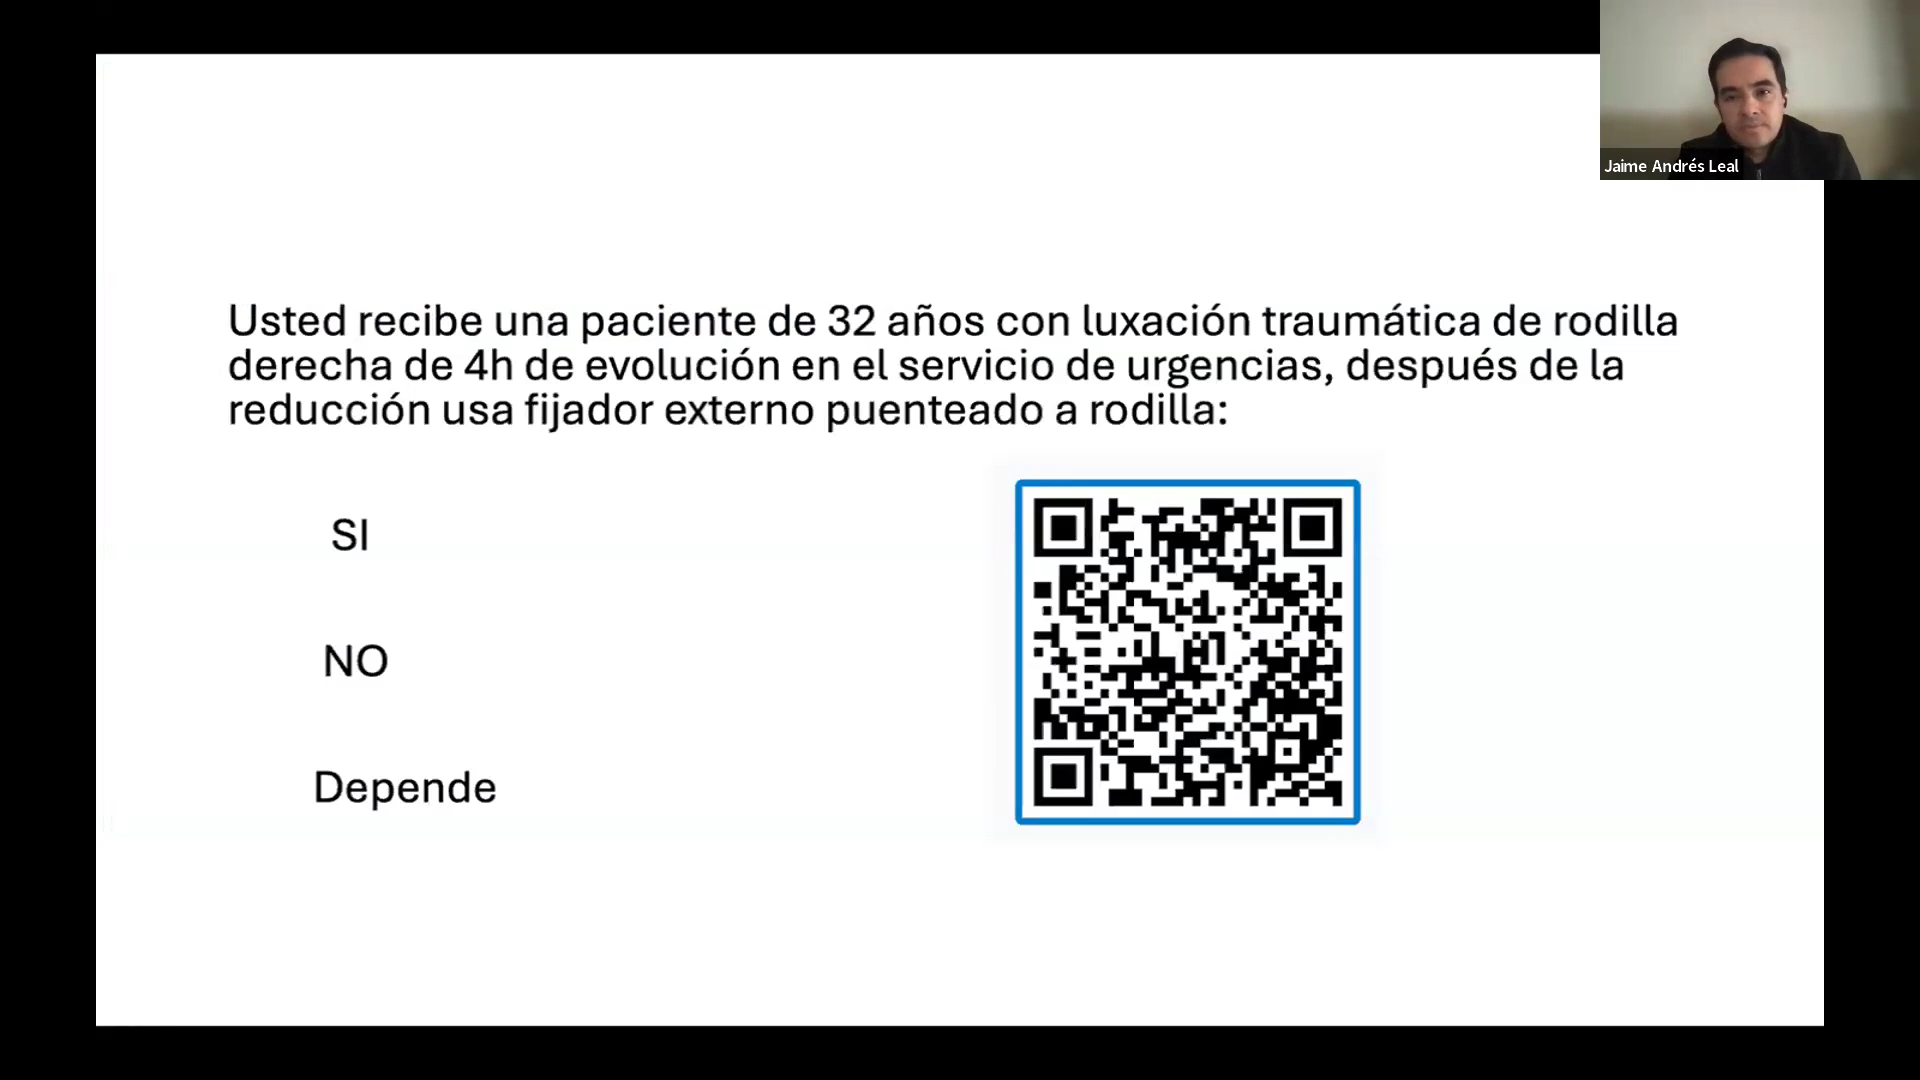 Jaime Andrés Leal
Usted recibe una paciente de 32 años con luxación traumática de rodilla
derecha de 4h de evolución en el servicio de urgencias, después de la
reducción usa fijador externo puenteado a rodilla:
SI
NO
Depende